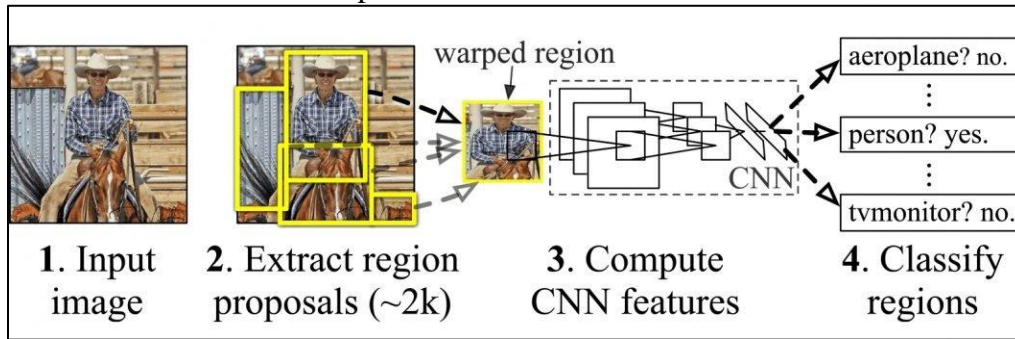 warped region
aeroplane? no.
person? yes.
CNN
tvmonitor? no.
1. Input
image
2. Extract region
proposals (~2k)
3. Compute
CNN features
4. Classify
regions